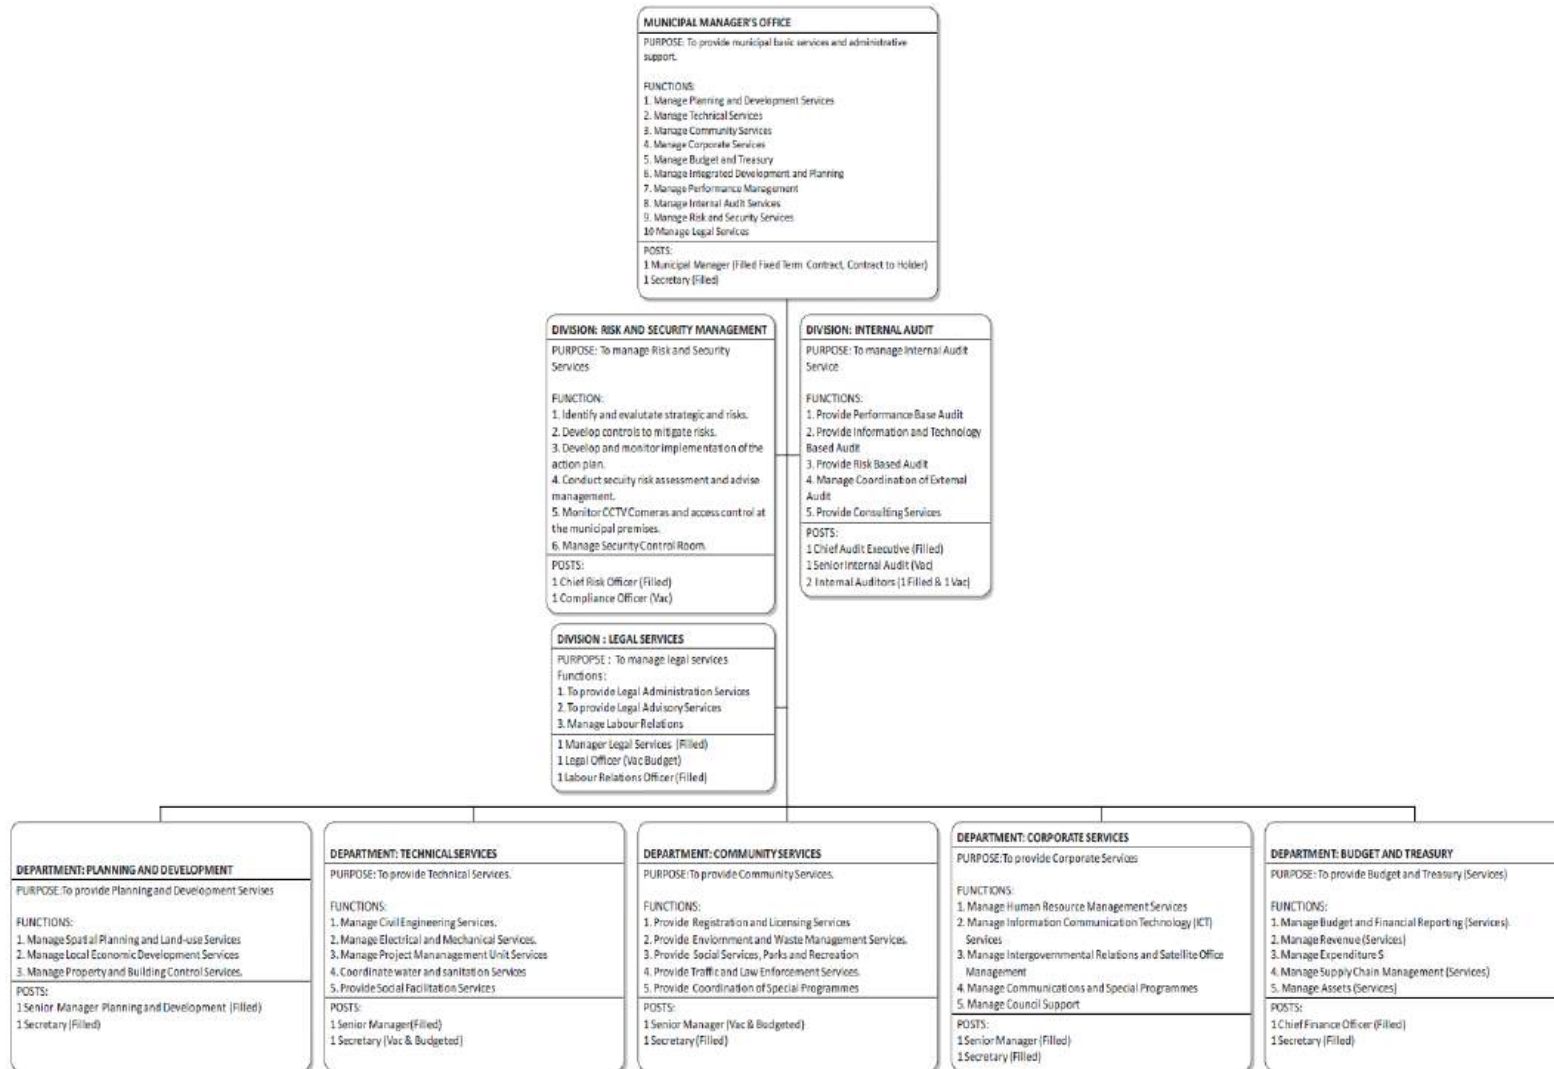 MUNICIPAL MANAGER'S OFFICE
PURPOSE: To provide municipal basic services and administrative
support.
FUNCTIONS:
1. Manage Planning and Development Services
2. Manage Technical Services
3. Manage Community Services
4. Manage Corporate Services
5. Manage Budget and Treasury
6. Manage Integrated Development and Planning
7. Manage Performance Management
8. Manage Internal Audit Services
9. Manage Risk and Security Services
10 Manage Legal Services
POSTS:
1 Municipal Manager (Filled Fixed Term Contract, Contract to Holder)
1 Secretary (Filled)
DIVISION: RISK AND SECURITY MANAGEMENT
PURPOSE: To manage Risk and Security
Services
FUNCTION:
1. Identify and evalutate strategic and risks.
2. Develop controls to mitigate risks.
3. Develop and monitor implementation of the
action plan.
4. Conduct secuity risk assessment and advise
management.
5. Monitor CCTV Comeras and access control at
the municipal premises.
6. Manage Security Control Room.
POSTS:
1 Chief Risk Officer (Filled)
1 Compliance Officer (Vac)
DIVISION: INTERNAL AUDIT
PURPOSE: To manage Internal Audit
Service
FUNCTIONS:
1. Provide Performance Base Audit
2. Provide Information and Technology
Based Audit
3. Provide Risk Based Audit
4. Manage Coordination of External
Audit
5. Provide Consulting Services
POSTS:
1 Chief Audit Executive (Filled)
1 Senior Internal Audit (Vac)
2 Internal Auditors (1 Filled & 1 Vac)
DIVISION : LEGAL SERVICES
PURPOPSE : To manage legal services
Functions:
1. To provide Legal Administration Services
2. To provide Legal Advisory Services
3. Manage Labour Relations
1 Manager Legal Services (Filled)
1 Legal Officer (Vac Budget)
1 Labour Relations Officer (Filled)
DEPARTMENT: PLANNING AND DEVELOPMENT
PURPOSE: To provide Planning and Development Servises
FUNCTIONS:
1. Manage Spatial Planning and Land-use Services
2. Manage Local Economic Development Services
3. Manage Property and Building Control Services.
POSTS:
1 Senior Manager Planning and Development (Filled)
1 Secretary (Filled)
DEPARTMENT: TECHNICAL SERVICES
PURPOSE: To provide Technical Services.
FUNCTIONS:
1. Manage Civil Engineering Services.
2. Manage Electrical and Mechanical Services.
3. Manage Project Mananagement Unit Services
4. Coordinate water and sanitation Services
5. Provide Social Facilitation Services
POSTS:
1 Senior Manager(Filled)
1 Secretary (Vac & Budgeted)
DEPARTMENT: COMMUNITY SERVICES
PURPOSE: To provide Community Services.
FUNCTIONS:
1. Provide Registration and Licensing Services
2. Provide Enviornment and Waste Management Services.
3. Provide Social Services, Parks and Recreation
4. Provide Traffic and Law Enforcement Services.
5. Provide Coordination of Special Programmes
POSTS:
1 Senior Manager (Vac & Budgeted)
1 Secretary (Filled)
DEPARTMENT: CORPORATE SERVICES
PURPOSE: To provide Corporate Services
FUNCTIONS:
1. Manage Human Resource Management Services
2. Manage Information Communication Technology (ICT)
Services
3. Manage Intergovernmental Relations and Satellite Office
Management
4. Manage Communications and Special Programmes
5. Manage Council Support
POSTS:
1 Senior Manager (Filled)
1 Secretary (Filled)
DEPARTMENT: BUDGET AND TREASURY
PURPOSE: To provide Budget and Treasury (Services)
FUNCTIONS:
1. Manage Budget and Financial Reporting (Services).
2. Manage Revenue (Services)
3. Manage Expenditure S
4. Manage Supply Chain Management (Services)
5. Manage Assets (Services)
POSTS:
1 Chief Finance Officer (Filled)
1 Secretary (Filled)